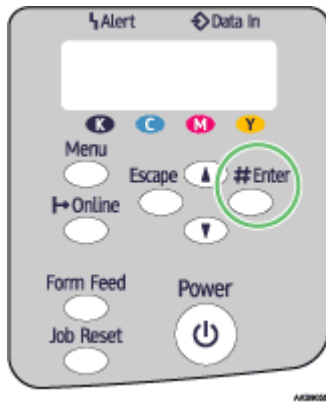 Alert Data In
K C M Y
Menu
Escape #Enter
Online
Form Feed Power
Job Reset